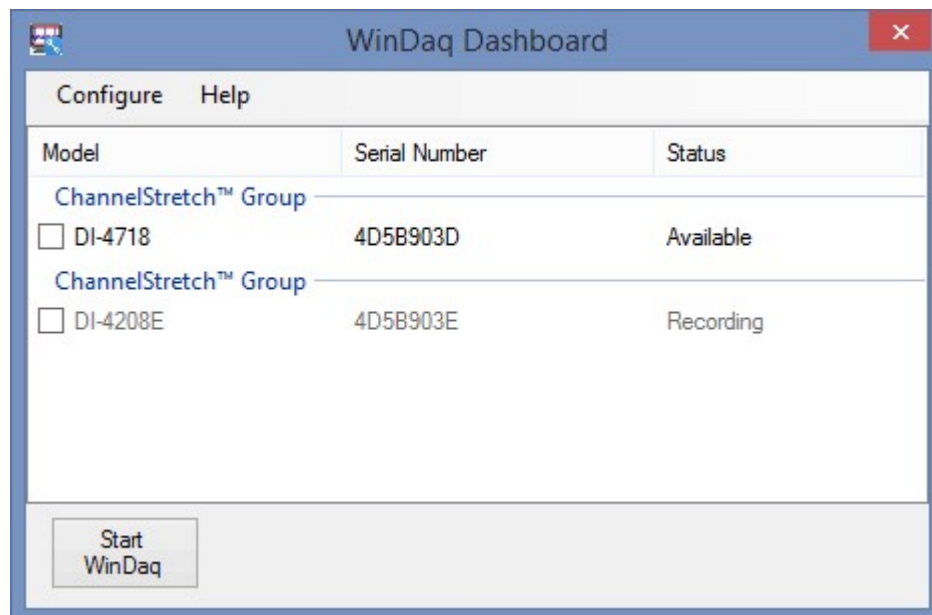 WinDaq Dashboard
Configure Help
Model Serial Number Status
ChannelStretch™ Group
DI-4718 4D5B903D Available
ChannelStretch™ Group
DI-4208E 4D5B903E Recording
Start
WinDaq